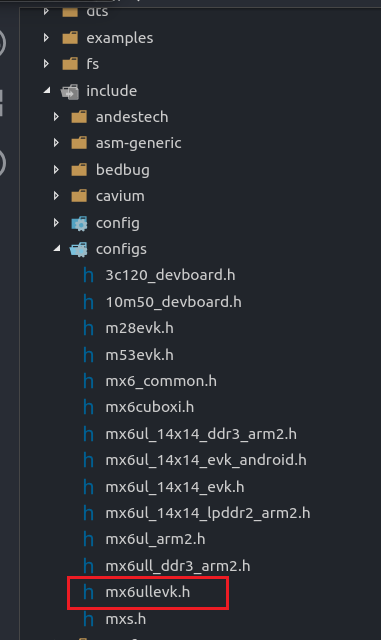 dts
examples
fs
include
andestech
asm-generic
bedbug
cavium
config
configs
h 3c120_devboard.h
h 10m50_devboard.h
h m28evk.h
h m53evk.h
h mx6_common.h
h mx6cuboxi.h
h mx6ul_14x14_ddr3_arm2.h
h mx6ul_14x14_evk_android.h
h mx6ul_14x14_evk.h
h mx6ul_14x14_lpddr2_arm2.h
h mx6ul_arm2.h
h mx6ull_ddr3_arm2.h
h mx6ullevk.h
h mxs.h